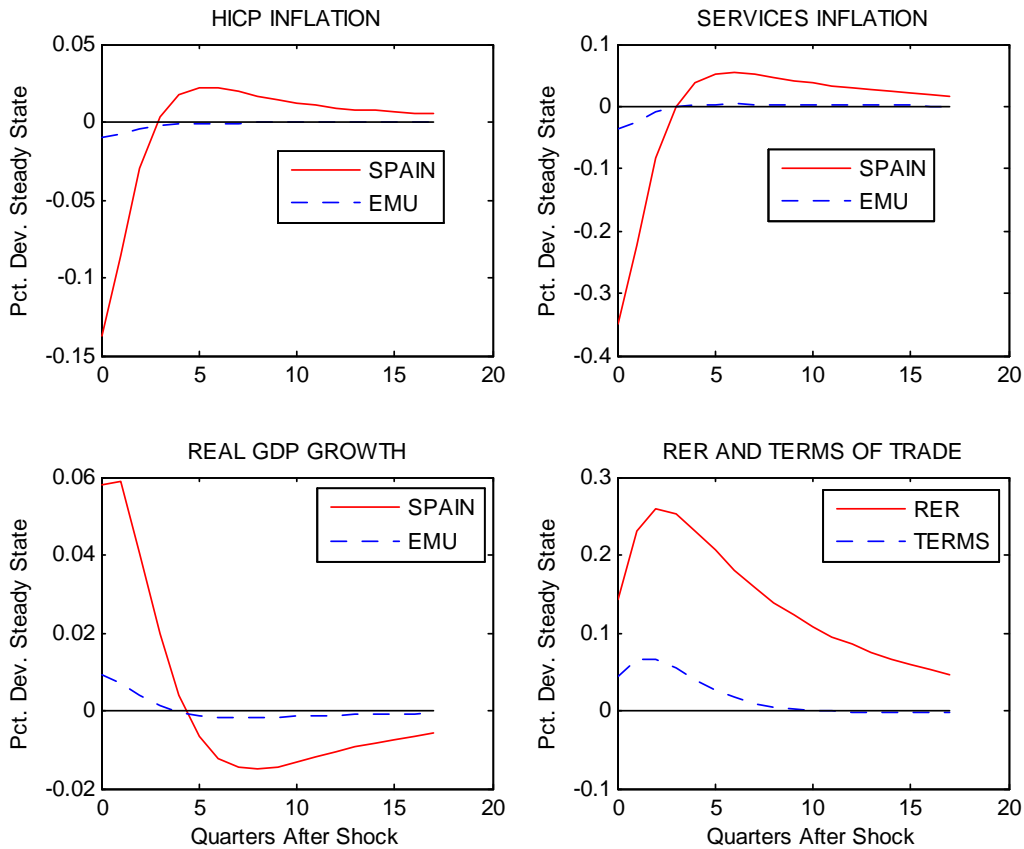 HICP INFLATION
Pct. Dev. Steady State
0.05
0
-0.05
-0.1
-0.15
0
5
10
15
20
SPAIN
EMU
SERVICES INFLATION
Pct. Dev. Steady State
0.1
0
-0.1
-0.2
-0.3
-0.4
0
5
10
15
20
SPAIN
EMU
REAL GDP GROWTH
Pct. Dev. Steady State
0.06
0.04
0.02
0
-0.02
0
5
10
15
20
SPAIN
EMU
Quarters After Shock
RER AND TERMS OF TRADE
Pct. Dev. Steady State
0.3
0.2
0.1
0
-0.1
0
5
10
15
20
RER
TERMS
Quarters After Shock